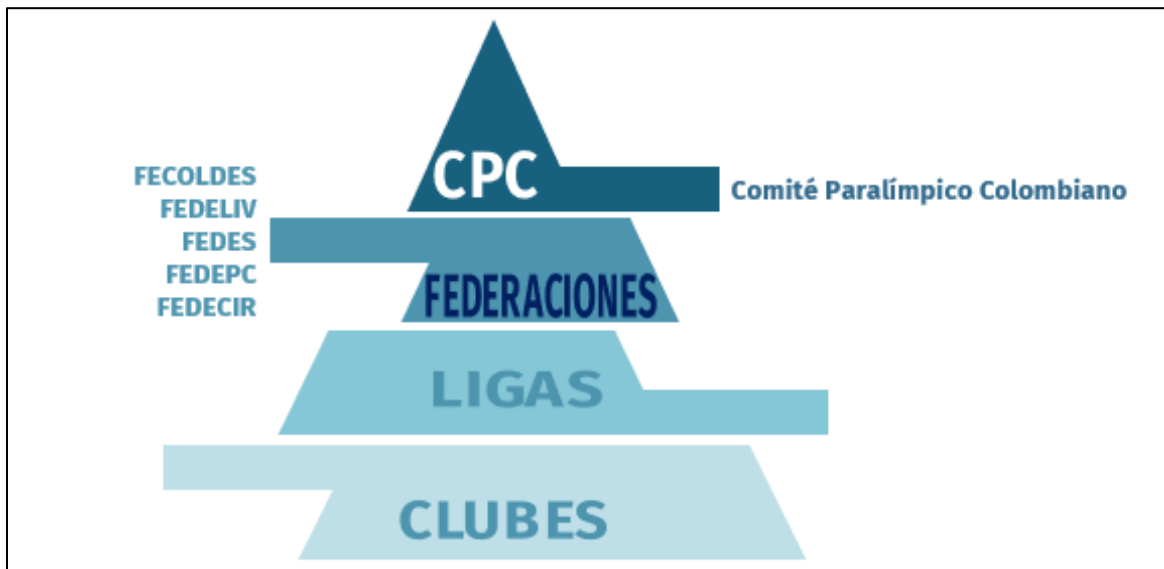 CPC
Comité Paralímpico Colombiano
FECOLDES
FEDELIV
FEDES
FEDEPC
FEDECIR
FEDERACIONES
LIGAS
CLUBES